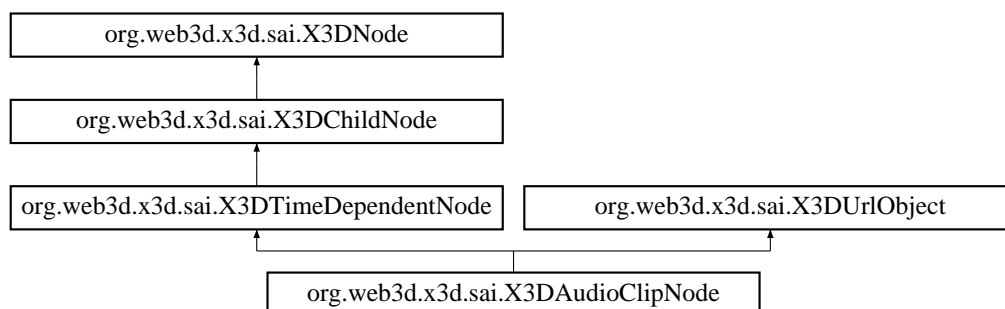 org.web3d.x3d.sai.X3DNode
org.web3d.x3d.sai.X3DChildNode
org.web3d.x3d.sai.X3DTimeDependentNode
org.web3d.x3d.sai.X3DUrlObject
org.web3d.x3d.sai.X3DAudioClipNode